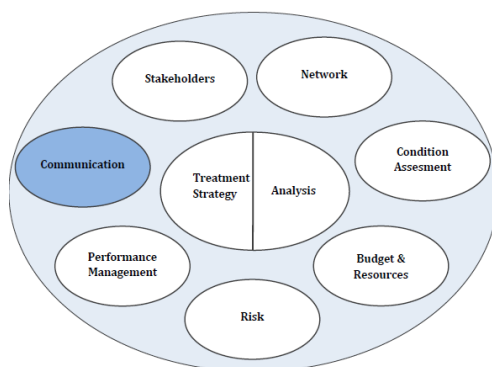 Stakeholders
Network
Communication
Condition
Assesment
Treatment
Strategy
Analysis
Performance
Management
Budget &
Resources
Risk